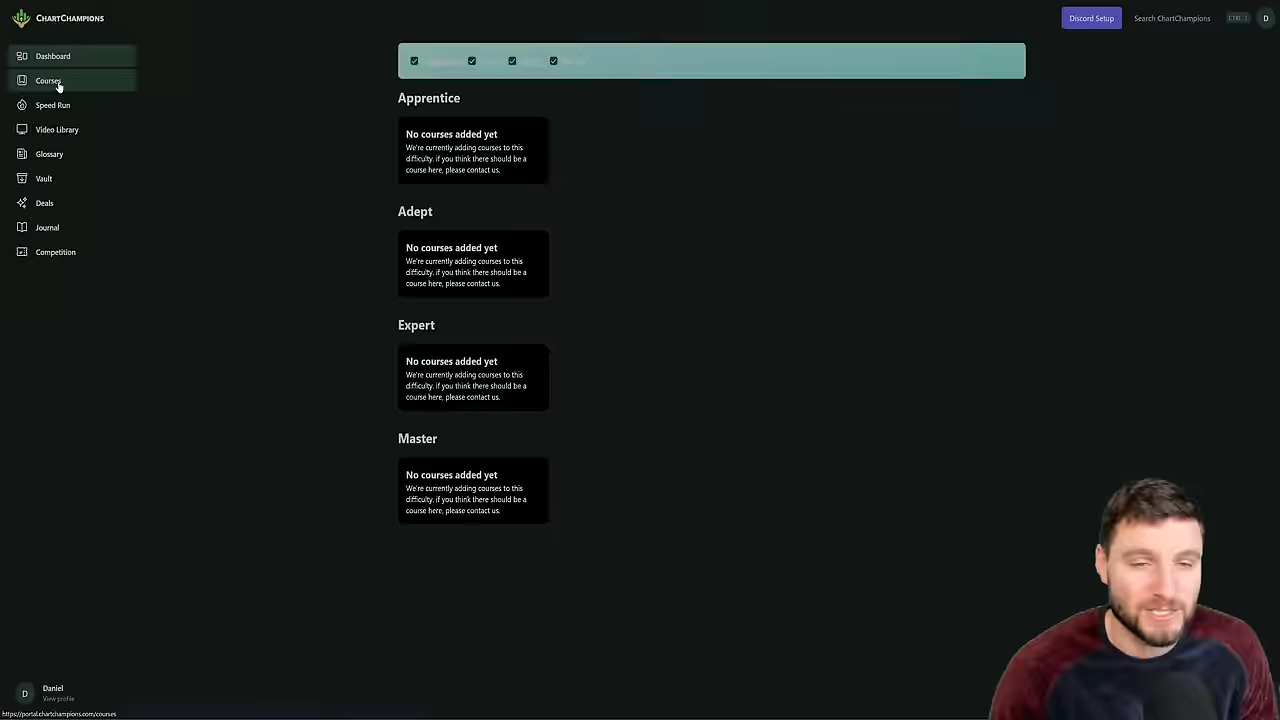 ChartChampions
Discord Setup
Search ChartChampions
CTRL J
D
Dashboard
Courses
Speed Run
Video Library
Glossary
Vault
Deals
Journal
Competition
Apprentice
No courses added yet
We're currently adding courses to this
difficulty. if you think there should be a
course here, please contact us.
Adept
No courses added yet
We're currently adding courses to this
difficulty. if you think there should be a
course here, please contact us.
Expert
No courses added yet
We're currently adding courses to this
difficulty. if you think there should be a
course here, please contact us.
Master
No courses added yet
We're currently adding courses to this
difficulty. if you think there should be a
course here, please contact us.
D
Daniel
View profile
https://portal.chartchampions.com/courses